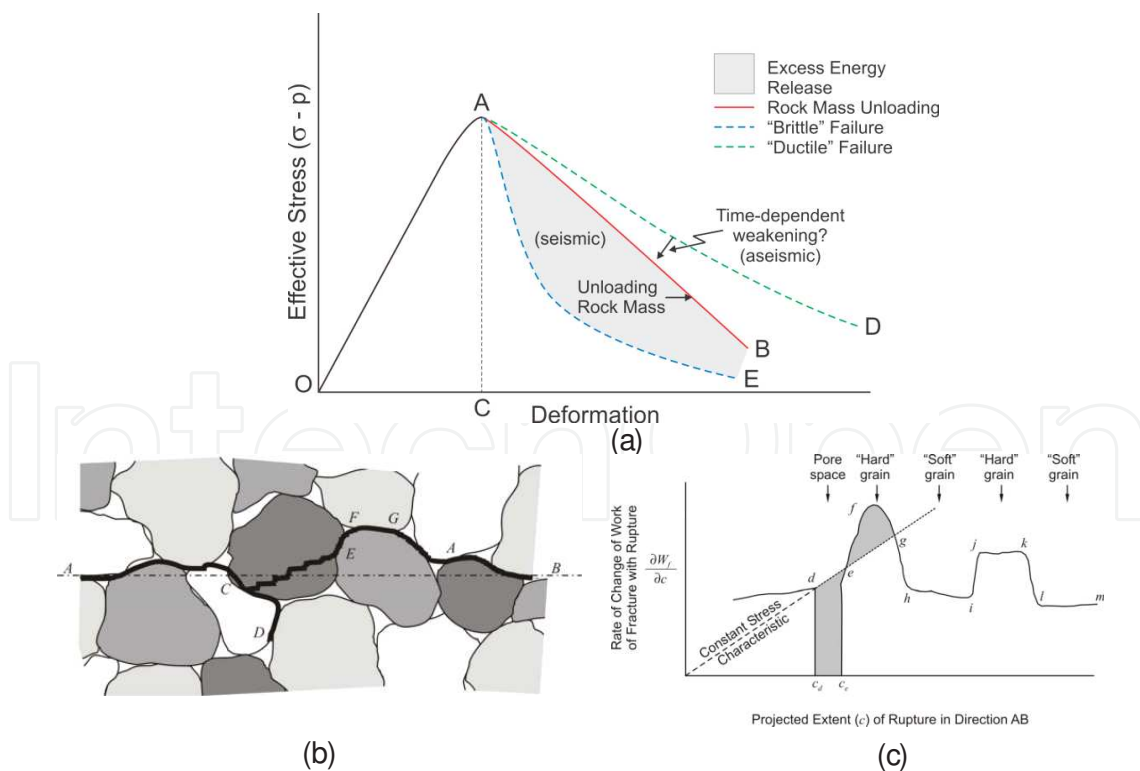 Excess Energy
Release
Rock Mass Unloading
"Brittle" Failure
"Ductile" Failure
A
Effective Stress (σ - p)
(seismic)
Time-dependent
weakening?
(aseismic)
Unloading
Rock Mass
D
B
E
O
C
Deformation
(a)
IntechOpen
A
F
G
E
A
B
C
D
(b)
Pore
space
"Hard"
grain
"Soft"
grain
"Hard"
grain
"Soft"
grain
Rate of Change of Work
of Fracture with Rupture
∂W_f
∂c
f
g
d
e
j
k
h
i
l
m
Constant Stress
Characteristic
c_d
c_e
Projected Extent (c) of Rupture in Direction AB
(c)